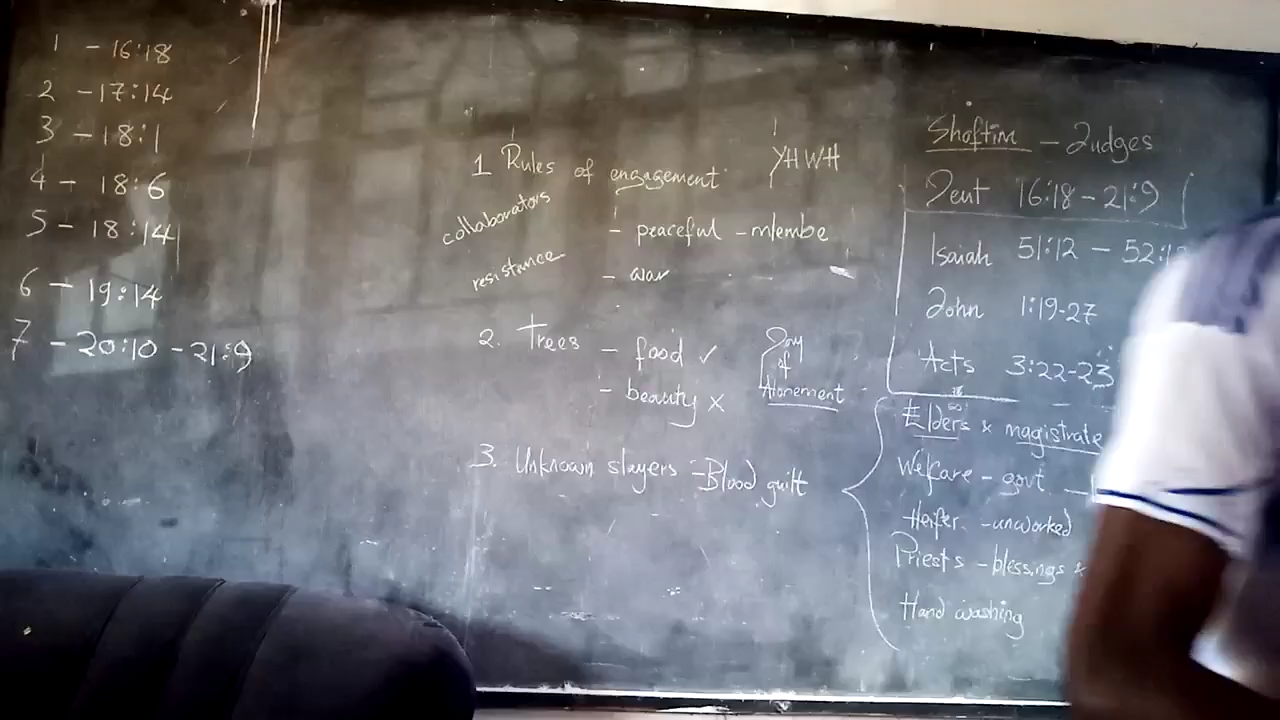 1 - 16:18
2 - 17:14
3 - 18:1
4 - 18:6
5 - 18:14
6 - 19:14
7 - 20:10 - 21:9
1 Rules of engagement
YHWH
collaborators
- peaceful - mlembe
resistance
- war
2. Trees - food ✓
- beauty x
Day
of
Atonement
3. Unknown slayers - Blood guilt
Shoftim - Judges
Deut 16:18 - 21:9
Isaiah 51:12 - 52:1
John 1:19-27
Acts 3:22-23
Elders & magistrate
Welfare - govt
Heifer - unworked
Priests - blessings &
Hand washing